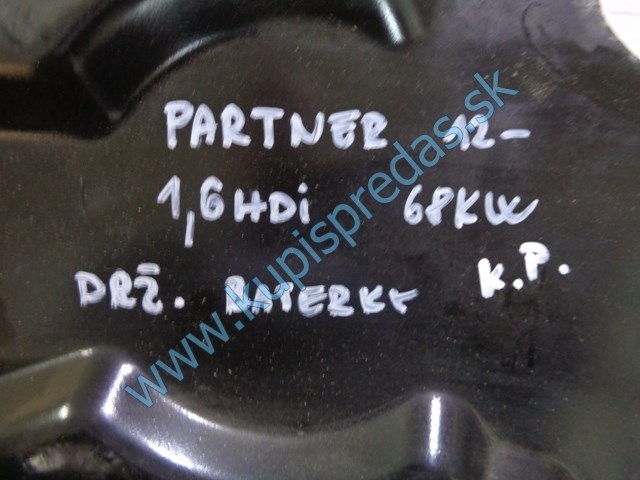 PARTNER 12-
1,6HDi 68KW
DRŽ. BATERKY K.P.
www.kupispredas.sk